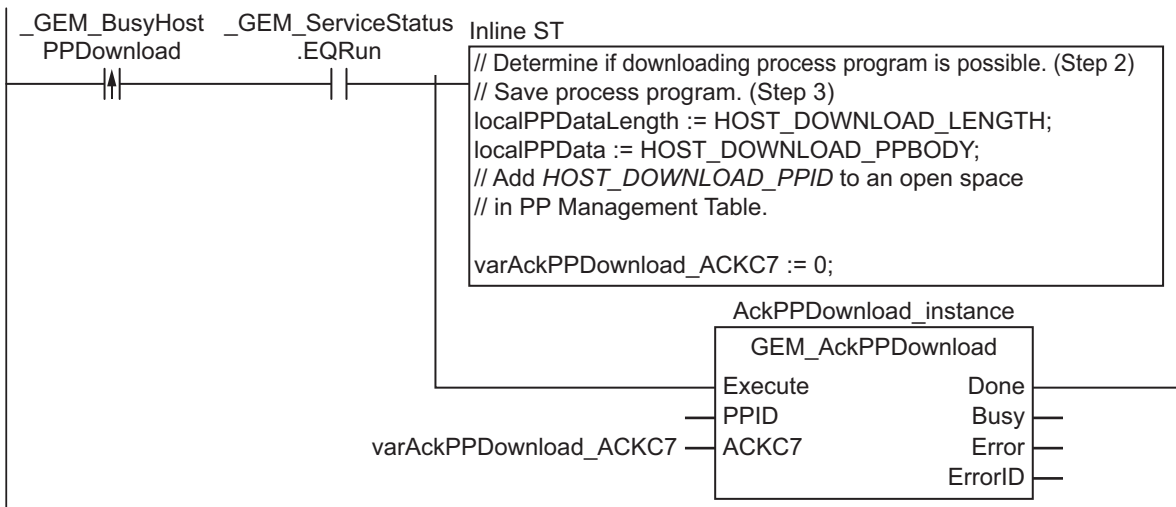 _GEM_BusyHost
PPDownload
_GEM_ServiceStatus
.EQRun
Inline ST
// Determine if downloading process program is possible. (Step 2)
// Save process program. (Step 3)
localPPDataLength := HOST_DOWNLOAD_LENGTH;
localPPData := HOST_DOWNLOAD_PPBODY;
// Add HOST_DOWNLOAD_PPID to an open space
// in PP Management Table.
varAckPPDownload_ACKC7 := 0;
AckPPDownload_instance
GEM_AckPPDownload
Execute Done
PPID Busy
varAckPPDownload_ACKC7 ACKC7 Error
ErrorID